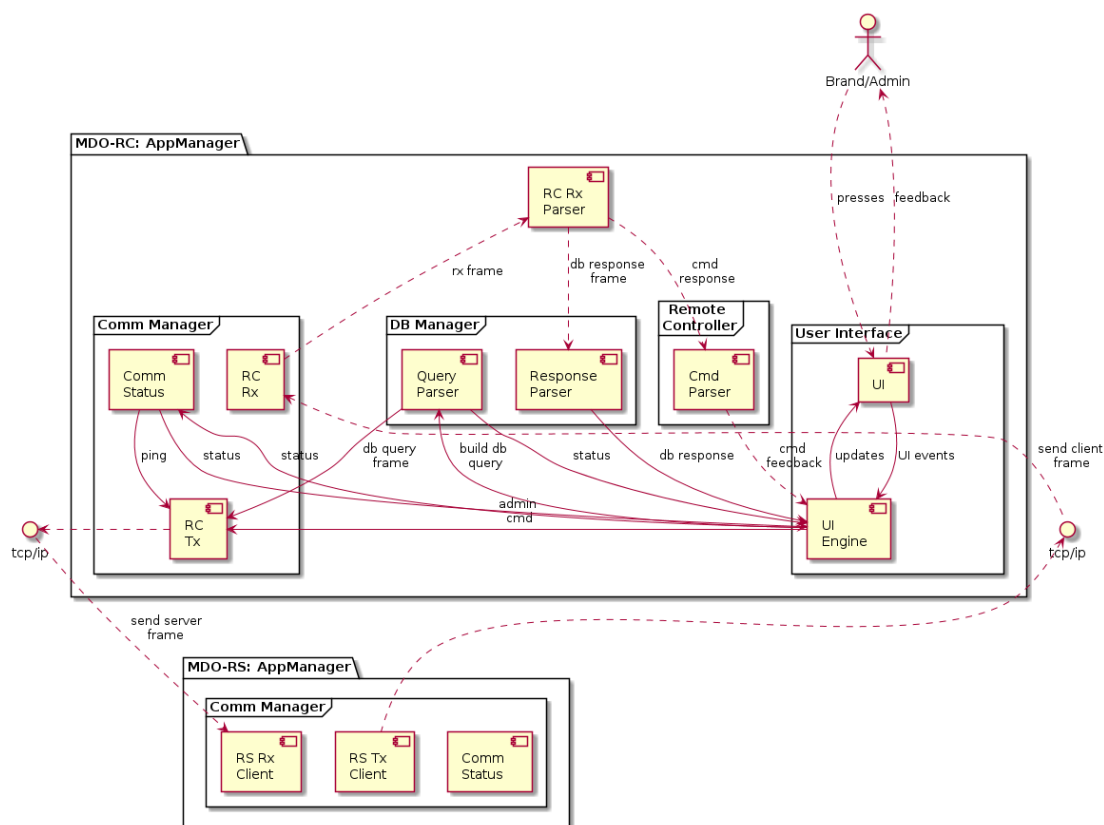 Brand/Admin
MDO-RC: AppManager
presses
feedback
RC Rx
Parser
rx frame
db response
frame
cmd
response
Comm Manager
DB Manager
Remote
Controller
User Interface
Comm
Status
RC
Rx
Query
Parser
Response
Parser
Cmd
Parser
UI
ping
status
status
db query
frame
build db
query
status
db response
cmd
feedback
updates
UI events
send client
frame
admin
cmd
RC
Tx
UI
Engine
tcp/ip
tcp/ip
send server
frame
MDO-RS: AppManager
Comm Manager
RS Rx
Client
RS Tx
Client
Comm
Status